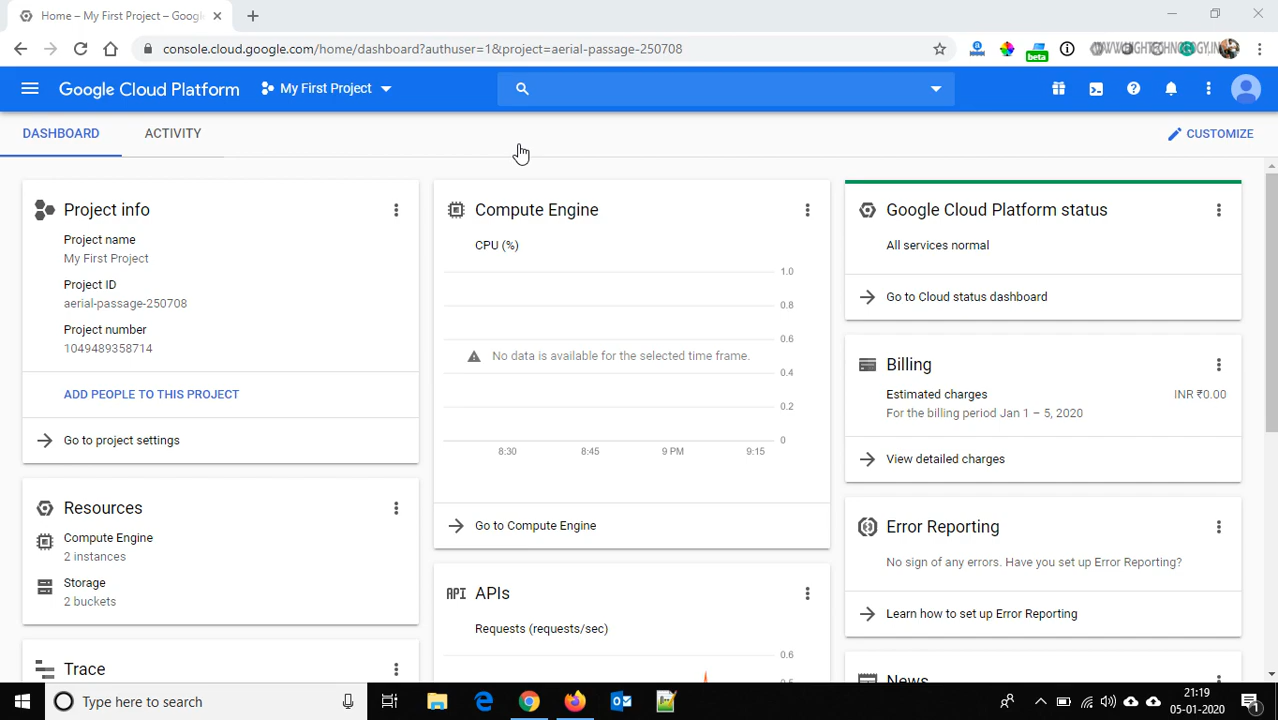 Home – My First Project – Googl
console.cloud.google.com/home/dashboard?authuser=1&project=aerial-passage-250708
beta
Google Cloud Platform
My First Project
DASHBOARD
ACTIVITY
CUSTOMIZE
Project info
Project name
My First Project
Project ID
aerial-passage-250708
Project number
1049489358714
ADD PEOPLE TO THIS PROJECT
Go to project settings
Resources
Compute Engine
2 instances
Storage
2 buckets
Trace
Compute Engine
CPU (%)
1.0
0.8
0.6
No data is available for the selected time frame.
0.4
0.2
0
8:30 8:45 9 PM 9:15
Go to Compute Engine
API APIs
Requests (requests/sec)
0.6
Google Cloud Platform status
All services normal
Go to Cloud status dashboard
Billing
Estimated charges INR ₹0.00
For the billing period Jan 1 – 5, 2020
View detailed charges
Error Reporting
No sign of any errors. Have you set up Error Reporting?
Learn how to set up Error Reporting
News
Type here to search
21:19
05-01-2020
1